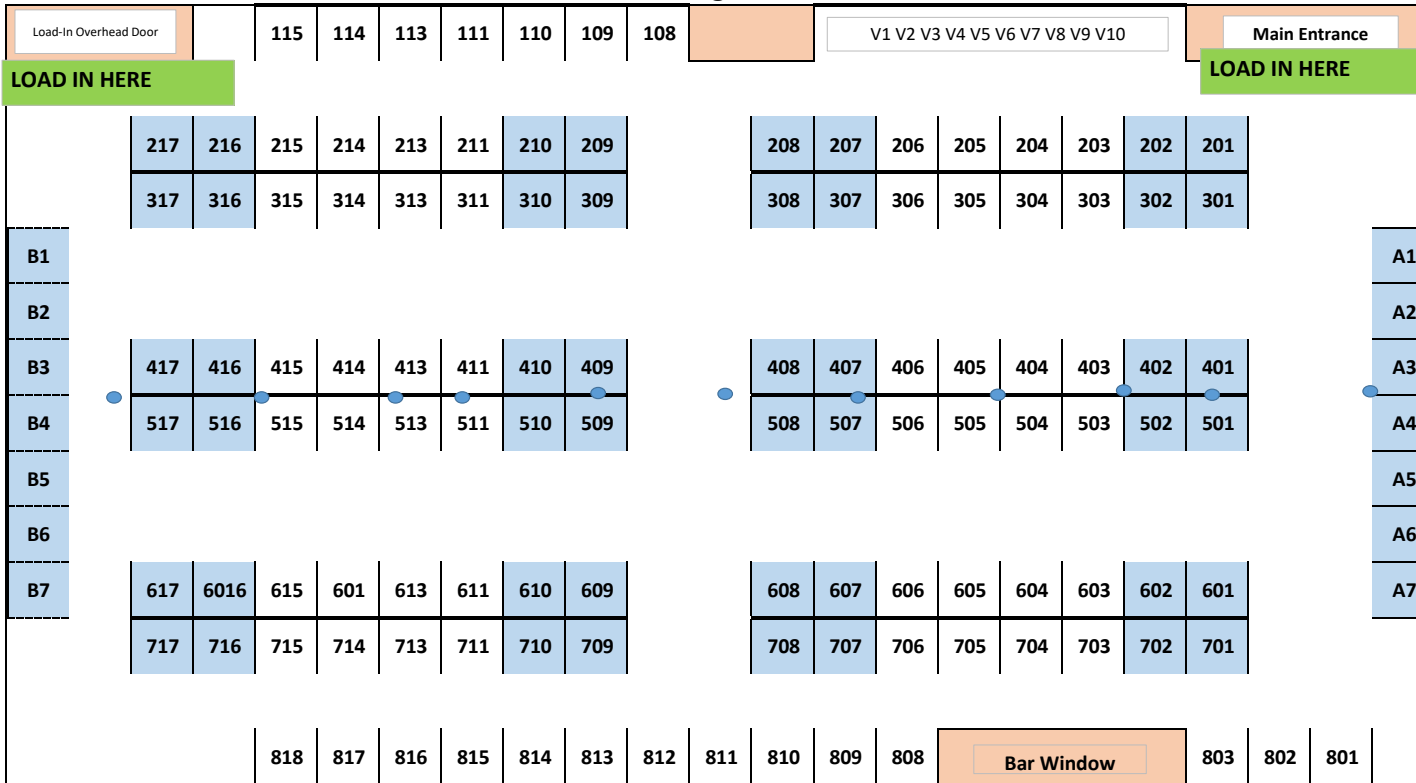 Load-In Overhead Door 115 114 113 111 110 109 108 V1 V2 V3 V4 V5 V6 V7 V8 V9 V10 Main Entrance
LOAD IN HERE LOAD IN HERE
217 216 215 214 213 211 210 209 208 207 206 205 204 203 202 201
317 316 315 314 313 311 310 309 308 307 306 305 304 303 302 301
B1 A1
B2 A2
B3 417 416 415 414 413 411 410 409 408 407 406 405 404 403 402 401 A3
B4 517 516 515 514 513 511 510 509 508 507 506 505 504 503 502 501 A4
B5 A5
B6 A6
B7 617 6016 615 601 613 611 610 609 608 607 606 605 604 603 602 601 A7
717 716 715 714 713 711 710 709 708 707 706 705 704 703 702 701
818 817 816 815 814 813 812 811 810 809 808 Bar Window 803 802 801